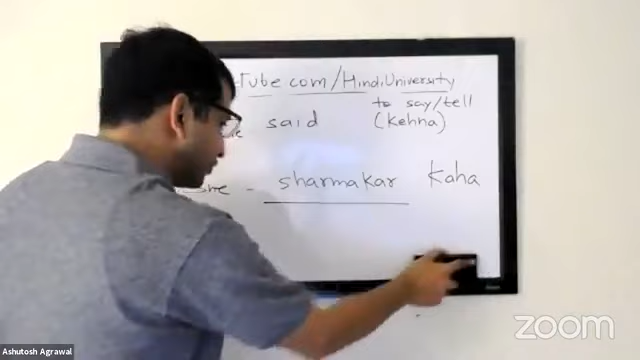 Tube com/HindiUniversity
to say/tell
said (Kehna)
- sharmakar Kaha
Ashutosh Agrawal
zoom